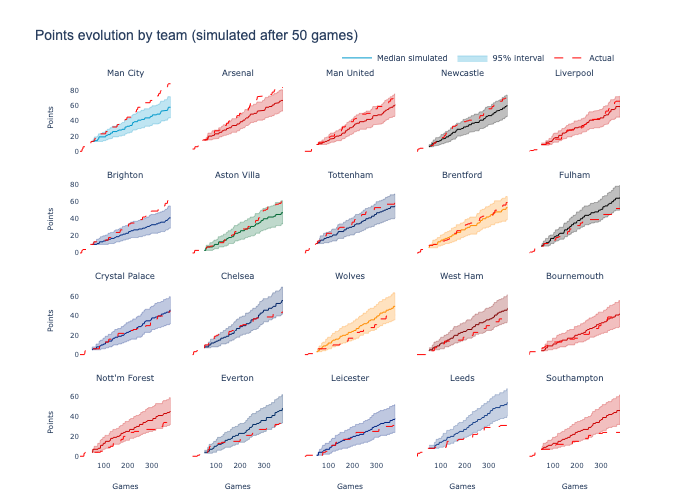 Points evolution by team (simulated after 50 games)
Median simulated 95% interval Actual
Man City Arsenal Man United Newcastle Liverpool
80
60
40
20
0
Points
Brighton Aston Villa Tottenham Brentford Fulham
80
60
40
20
0
Points
Crystal Palace Chelsea Wolves West Ham Bournemouth
60
40
20
0
Points
Nott'm Forest Everton Leicester Leeds Southampton
60
40
20
0
Points
100 200 300 100 200 300 100 200 300 100 200 300 100 200 300
Games Games Games Games Games